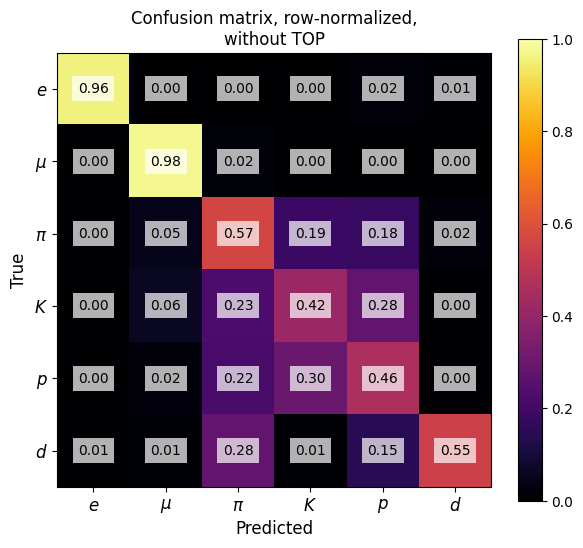 Confusion matrix, row-normalized,
without TOP
1.0
e 0.96 0.00 0.00 0.00 0.02 0.01
μ 0.00 0.98 0.02 0.00 0.00 0.00
0.8
π 0.00 0.05 0.57 0.19 0.18 0.02
0.6
True
K 0.00 0.06 0.23 0.42 0.28 0.00
0.4
p 0.00 0.02 0.22 0.30 0.46 0.00
0.2
d 0.01 0.01 0.28 0.01 0.15 0.55
0.0
e μ π K p d
Predicted